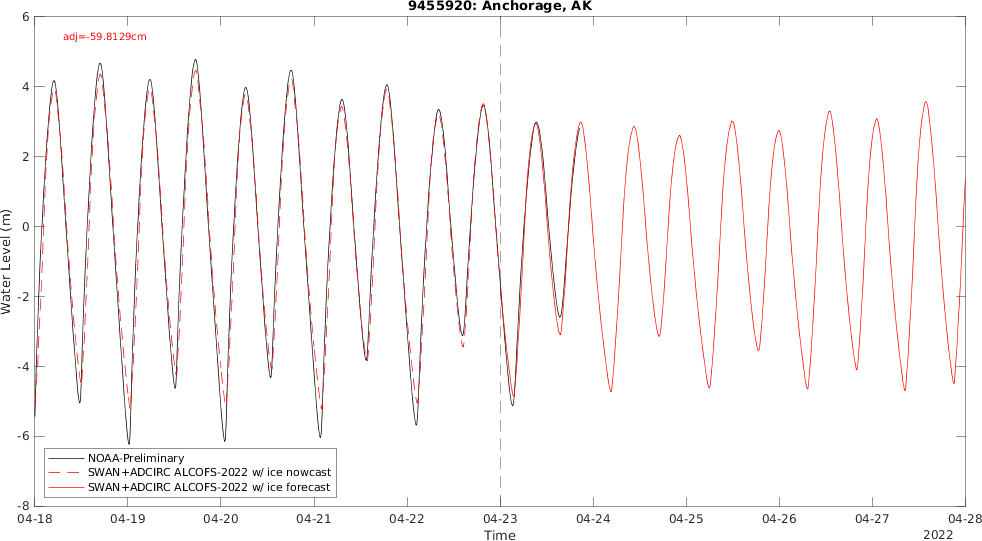 9455920: Anchorage, AK
adj=-59.8129cm
6
4
2
0
-2
-4
-6
-8
Water Level (m)
NOAA-Preliminary
SWAN+ADCIRC ALCOFS-2022 w/ ice nowcast
SWAN+ADCIRC ALCOFS-2022 w/ ice forecast
04-18 04-19 04-20 04-21 04-22 04-23 04-24 04-25 04-26 04-27 04-28
Time
2022